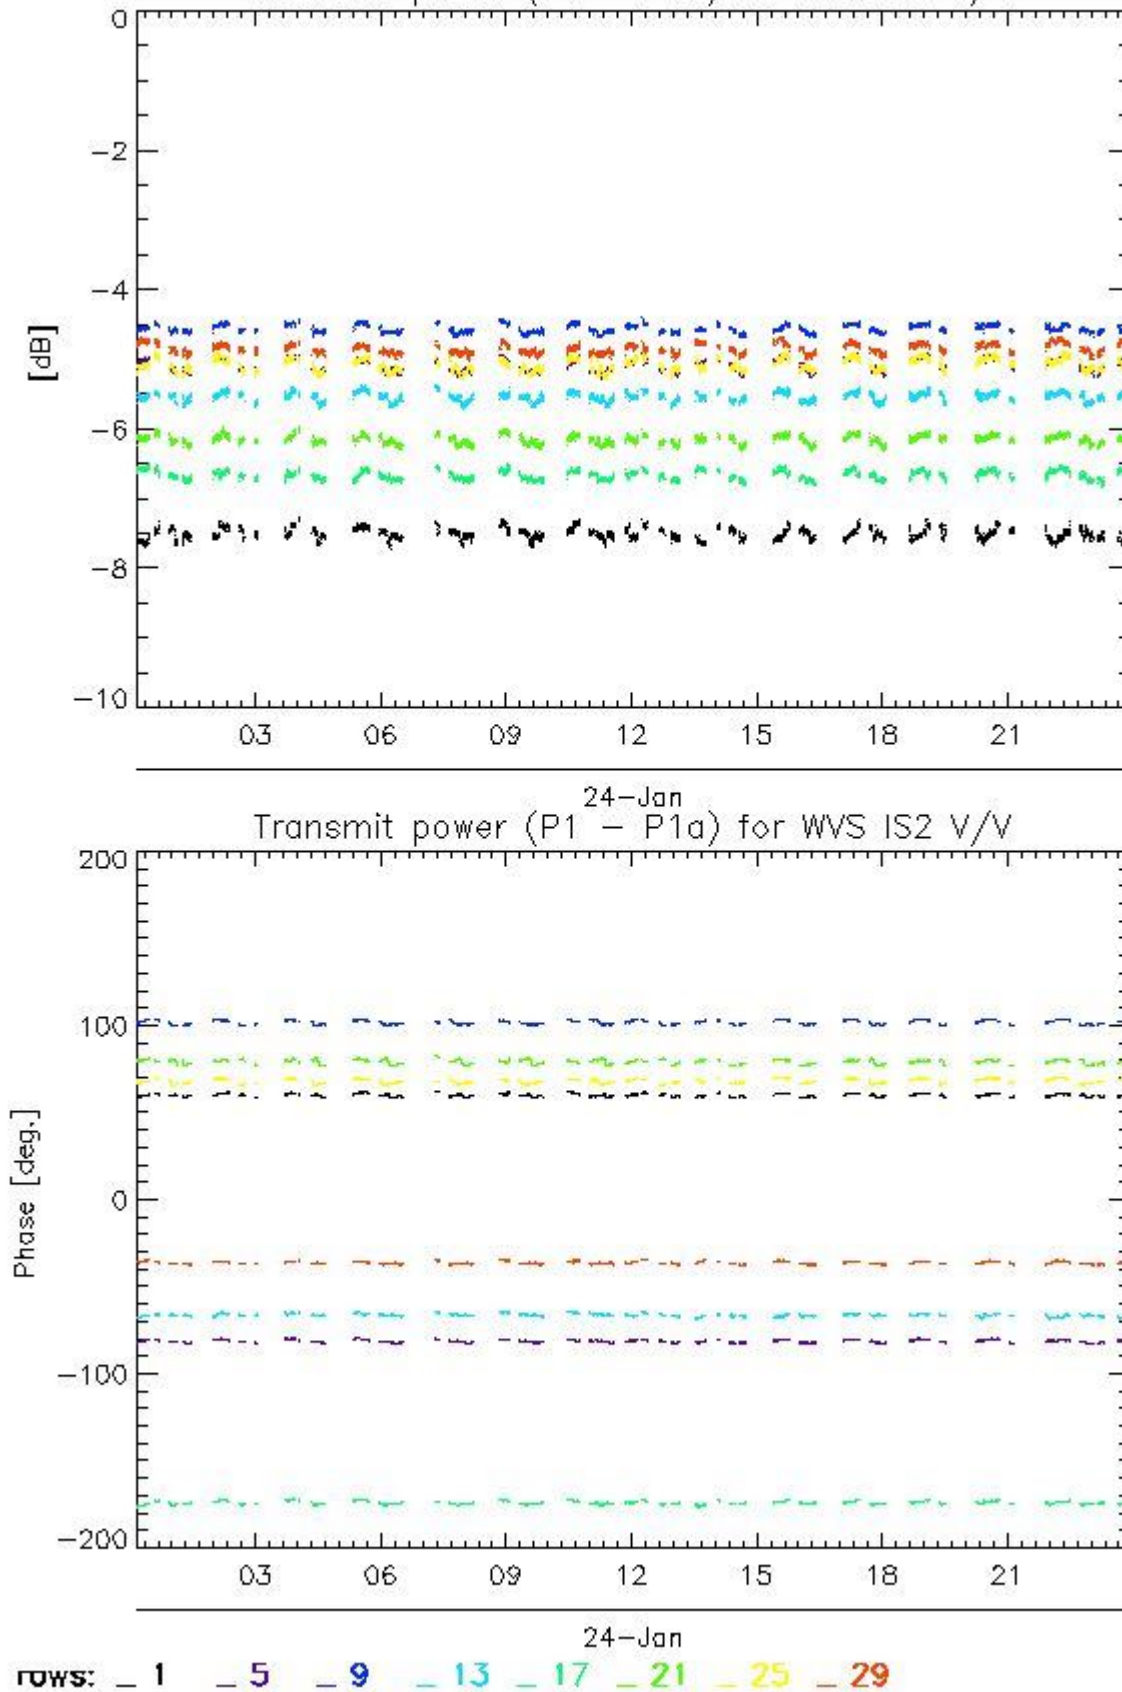 0
-2
-4
-6
-8
-10
[dB]
03 06 09 12 15 18 21
24-Jan
Transmit power (P1 - P1a) for WVS IS2 V/V
200
100
0
-100
-200
Phase [deg.]
03 06 09 12 15 18 21
24-Jan
rows: _ 1 _ 5 _ 9 _ 13 _ 17 _ 21 _ 25 _ 29